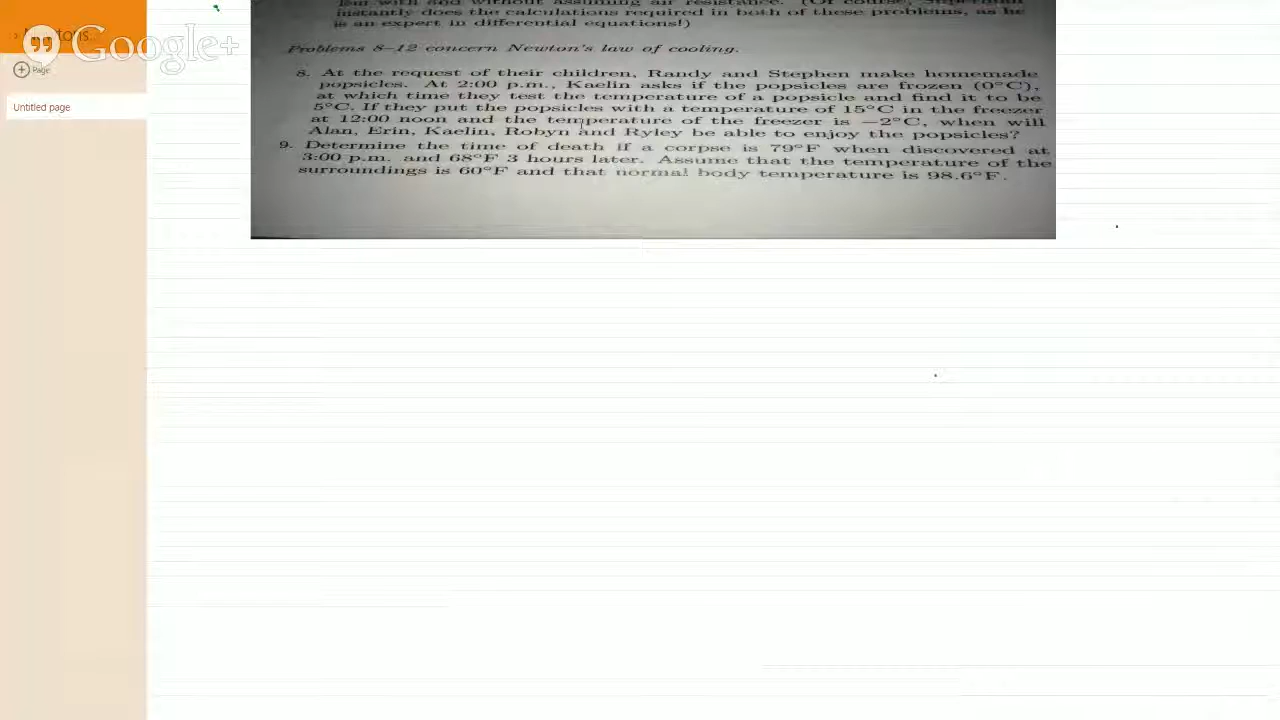 Google+
Page
Untitled page
instantly does the calculations required in both of these problems, as he
is an expert in differential equations!)
Problems 8–12 concern Newton's law of cooling.
8. At the request of their children, Randy and Stephen make homemade
popsicles. At 2:00 p.m., Kaelin asks if the popsicles are frozen (0°C),
at which time they test the temperature of a popsicle and find it to be
5°C. If they put the popsicles with a temperature of 15°C in the freezer
at 12:00 noon and the temperature of the freezer is −2°C, when will
Alan, Erin, Kaelin, Robyn and Ryley be able to enjoy the popsicles?
9. Determine the time of death if a corpse is 79°F when discovered at
3:00 p.m. and 68°F 3 hours later. Assume that the temperature of the
surroundings is 60°F and that normal body temperature is 98.6°F.